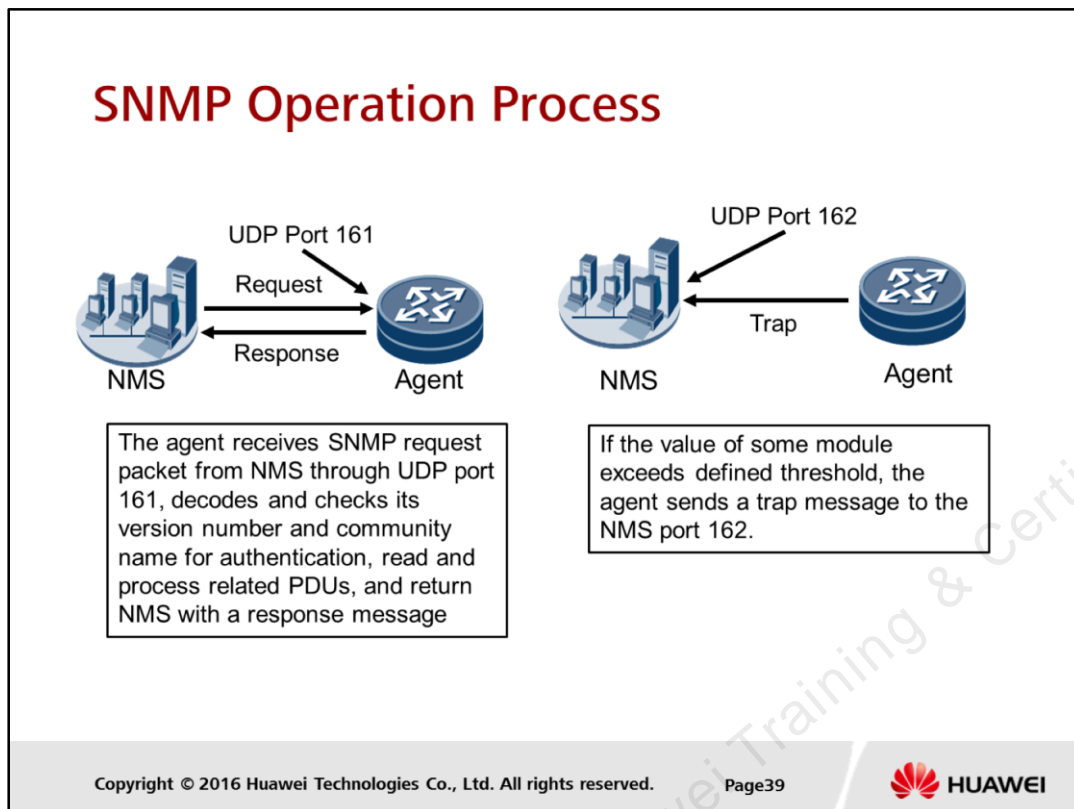 SNMP Operation Process
UDP Port 161
Request
Response
NMS
Agent
The agent receives SNMP request
packet from NMS through UDP port
161, decodes and checks its
version number and community
name for authentication, read and
process related PDUs, and return
NMS with a response message
UDP Port 162
Trap
NMS
Agent
If the value of some module
exceeds defined threshold, the
agent sends a trap message to the
NMS port 162.
Training &
Copyright © 2016 Huawei Technologies Co., Ltd. All rights reserved.
Page39
HUAWEI